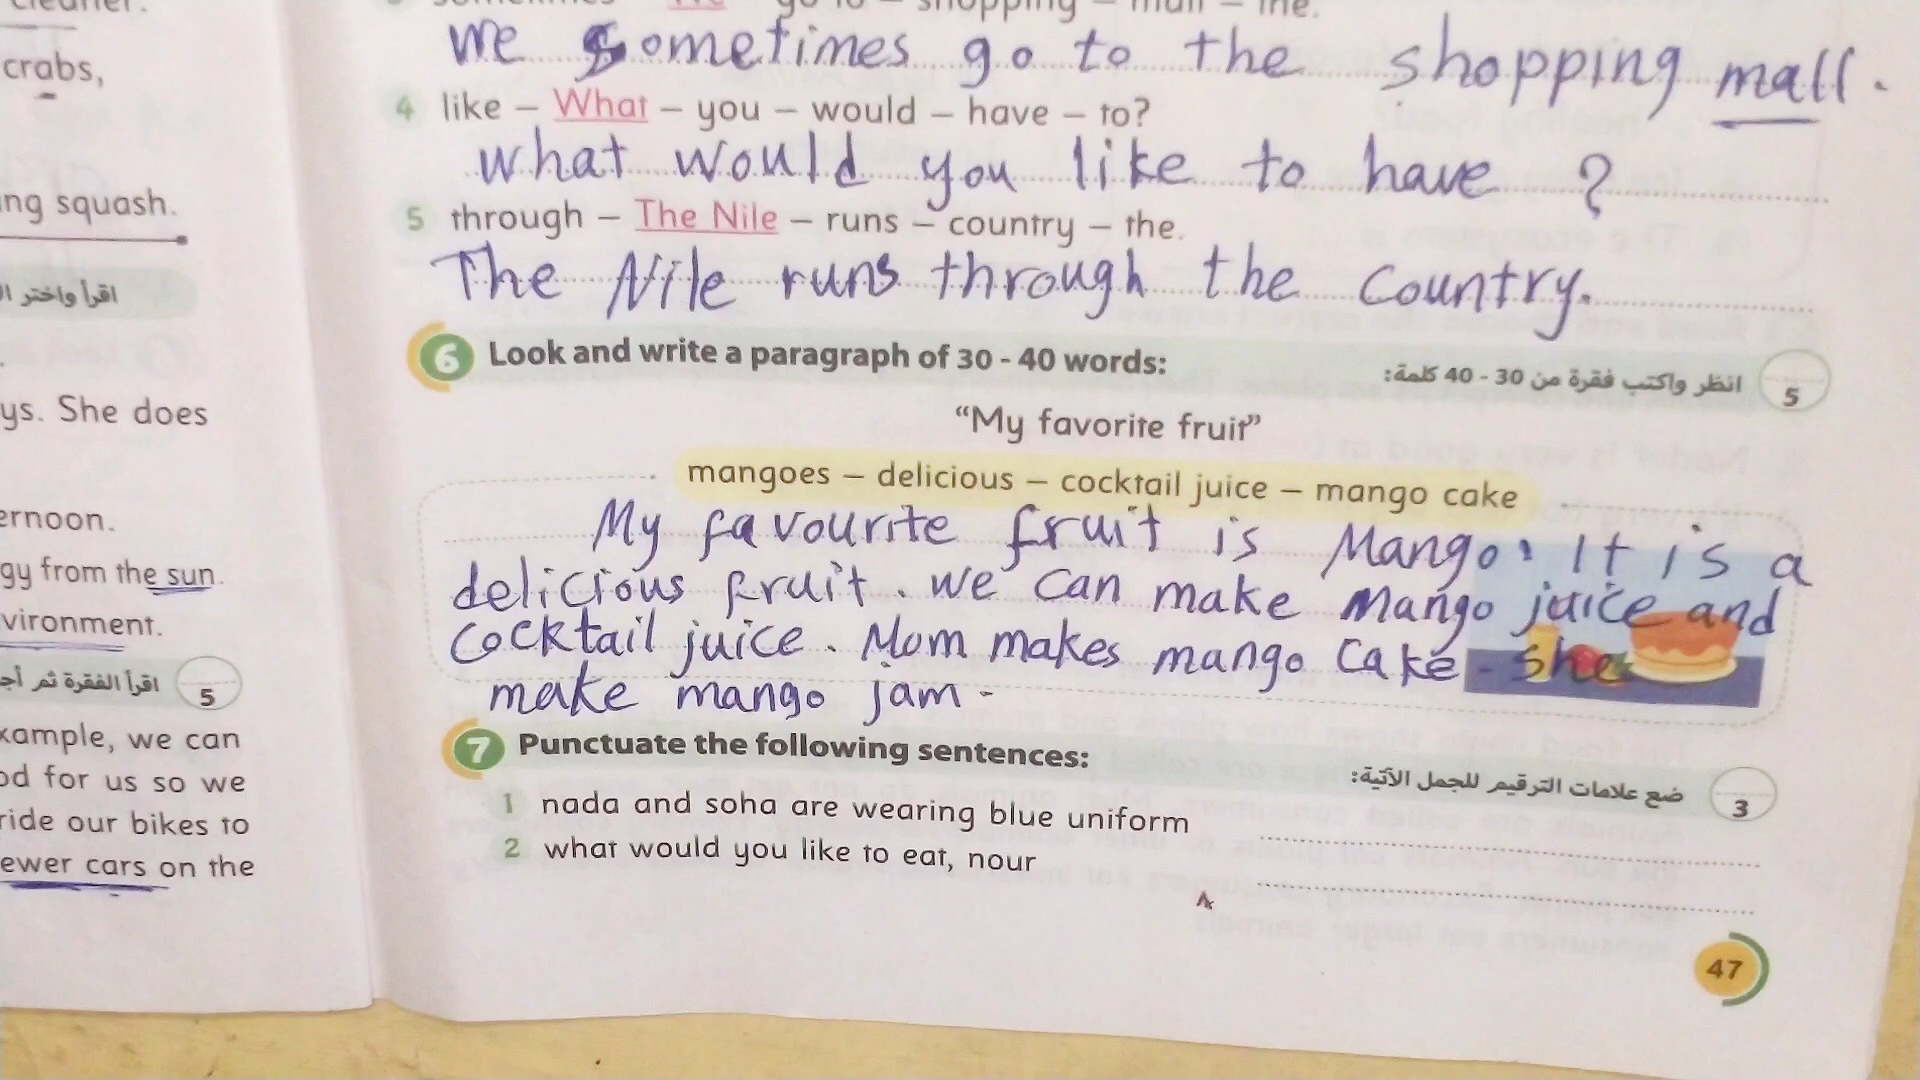 crabs,
ng squash.
اقرأ واختر
ys. She does
ernoon.
gy from the sun.
vironment.
اقرأ الفقرة ثم
5
xample, we can
od for us so we
ride our bikes to
ewer cars on the
We sometimes go to the shopping mall.
4 like – What – you – would – have – to?
what would you like to have ?
5 through – The Nile – runs – country – the.
The Nile runs through the Country.
6 Look and write a paragraph of 30 - 40 words:
انظر واكتب فقرة من 30 - 40 كلمة:
5
“My favorite fruit”
mangoes – delicious – cocktail juice – mango cake
My favourite fruit is Mango. It is a
delicious fruit. We can make Mango juice and
Cocktail juice. Mom makes mango Cake. She
make mango jam.
7 Punctuate the following sentences:
ضع علامات الترقيم للجمل الآتية:
3
1 nada and soha are wearing blue uniform
2 what would you like to eat, nour
47